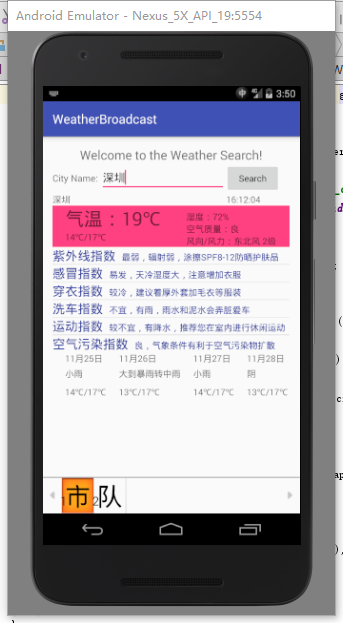 Android Emulator - Nexus_5X_API_19:5554
3:50
WeatherBroadcast
Welcome to the Weather Search!
City Name: 深圳 Search
深圳 16:12:04
气温：19℃ 湿度：72%
空气质量：良
14℃/17℃ 风向/风力：东北风 2级
紫外线指数 最弱，辐射弱，涂擦SPF8-12防晒护肤品
感冒指数 易发，天冷湿度大，注意增加衣服
穿衣指数 较冷，建议着厚外套加毛衣等服装
洗车指数 不宜，有雨，雨水和泥水会弄脏爱车
运动指数 较不宜，有降水，推荐您在室内进行休闲运动
空气污染指数 良，气象条件有利于空气污染物扩散
11月25日 11月26日 11月27日 11月28日
小雨 大到暴雨转中雨 小雨 阴
14℃/17℃ 13℃/17℃ 14℃/17℃ 13℃/17℃
1市 2队